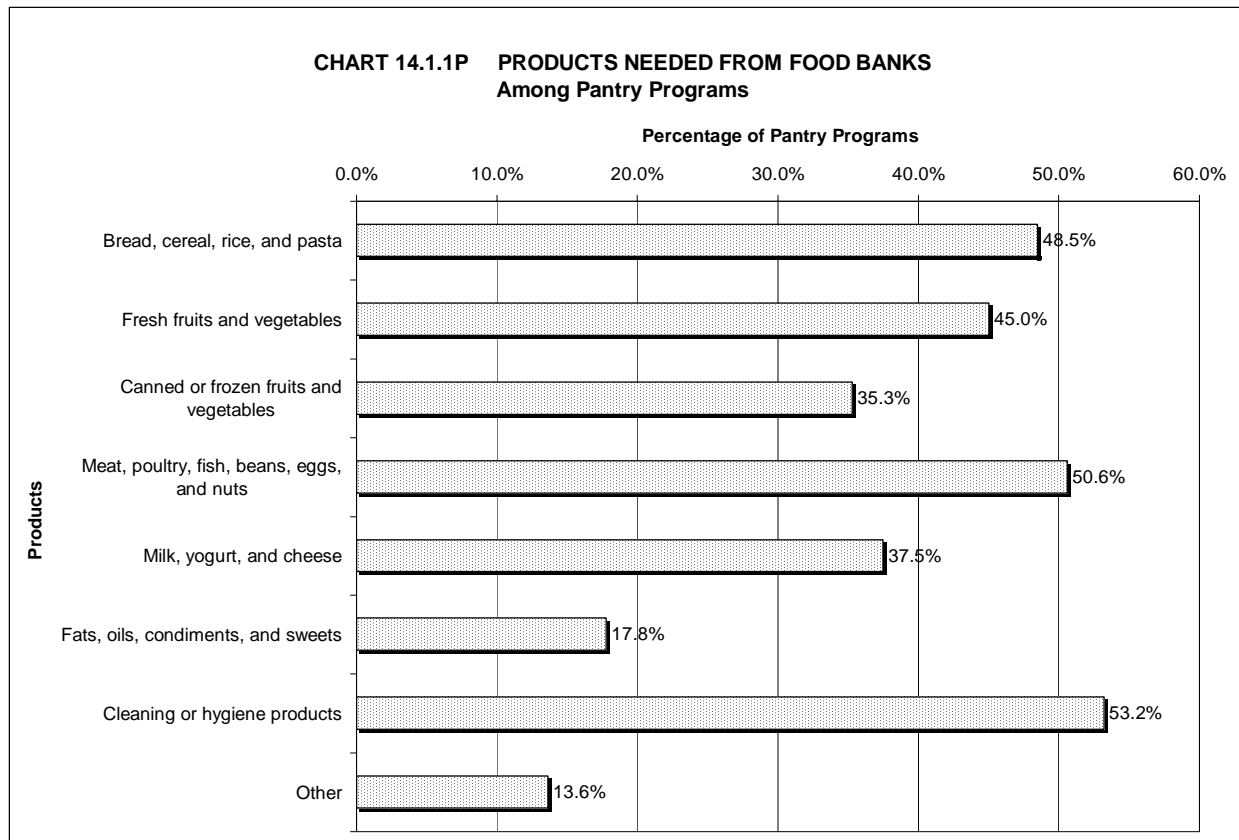 CHART 14.1.1P PRODUCTS NEEDED FROM FOOD BANKS
Among Pantry Programs
Percentage of Pantry Programs
0.0% 10.0% 20.0% 30.0% 40.0% 50.0% 60.0%
Products
Bread, cereal, rice, and pasta 48.5%
Fresh fruits and vegetables 45.0%
Canned or frozen fruits and
vegetables 35.3%
Meat, poultry, fish, beans, eggs,
and nuts 50.6%
Milk, yogurt, and cheese 37.5%
Fats, oils, condiments, and sweets 17.8%
Cleaning or hygiene products 53.2%
Other 13.6%